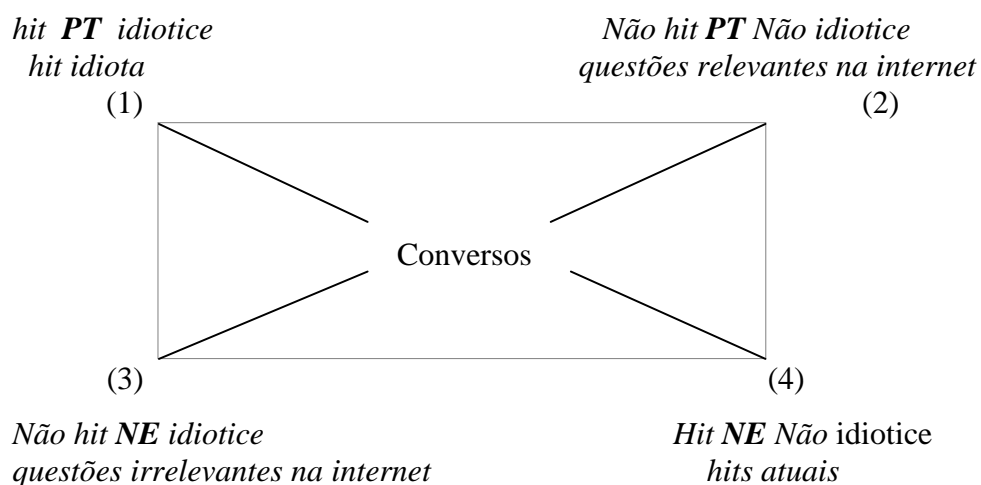 hit PT idiotice
hit idiota
(1)
Não hit PT Não idiotice
questões relevantes na internet
(2)
Conversos
(3)
Não hit NE idiotice
questões irrelevantes na internet
(4)
Hit NE Não idiotice
hits atuais